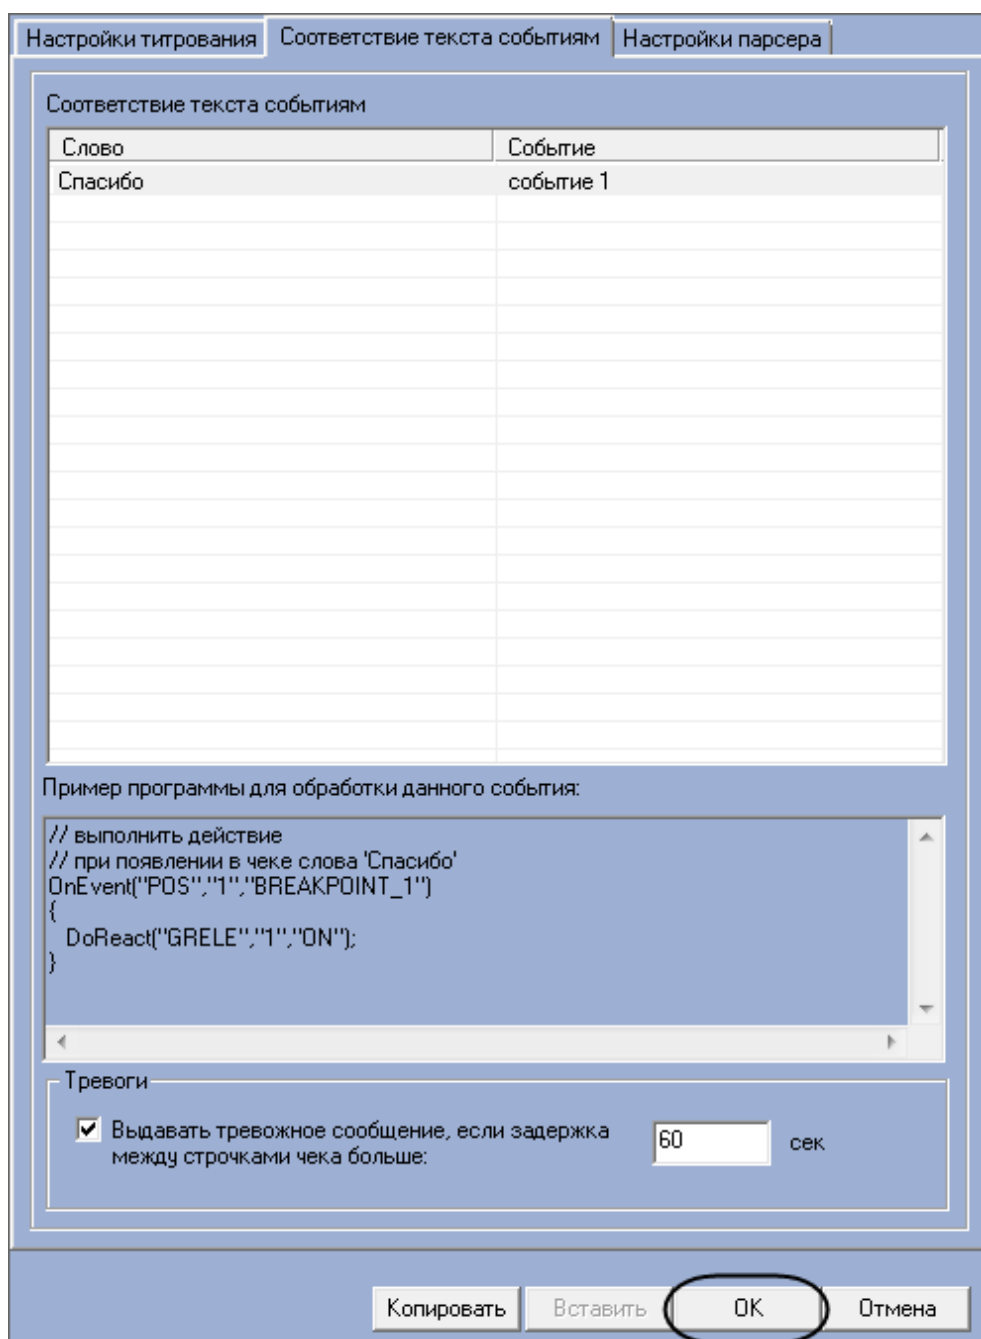 Настройки титрования Соответствие текста событиям Настройки парсера
Соответствие текста событиям
Слово Событие
Спасибо событие 1
Пример программы для обработки данного события:
// выполнить действие
// при появлении в чеке слова 'Спасибо'
OnEvent("POS","1","BREAKPOINT_1")
{
DoReact("GRELE","1","ON");
}
Тревоги
Выдавать тревожное сообщение, если задержка
между строчками чека больше:
60 сек
Копировать Вставить OK Отмена